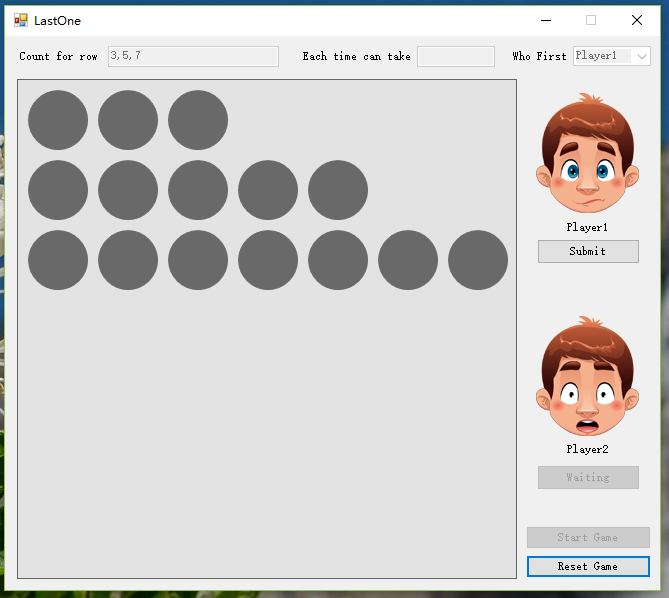 LastOne
Count for row 3,5,7 Each time can take Who First Player1
Player1
Submit
Player2
Waiting
Start Game
Reset Game